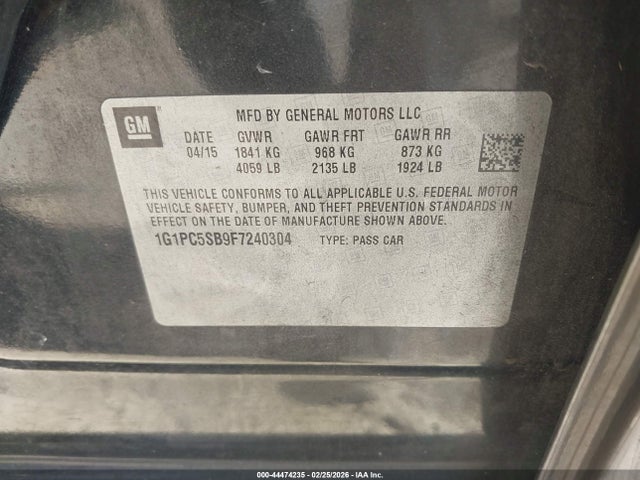 GM
MFD BY GENERAL MOTORS LLC
DATE GVWR GAWR FRT GAWR RR
04/15 1841 KG 968 KG 873 KG
4059 LB 2135 LB 1924 LB
THIS VEHICLE CONFORMS TO ALL APPLICABLE U.S. FEDERAL MOTOR
VEHICLE SAFETY, BUMPER, AND THEFT PREVENTION STANDARDS IN
EFFECT ON THE DATE OF MANUFACTURE SHOWN ABOVE.
1G1PC5SB9F7240304 TYPE: PASS CAR
000-44474235 - 02/25/2026 - IAA Inc.